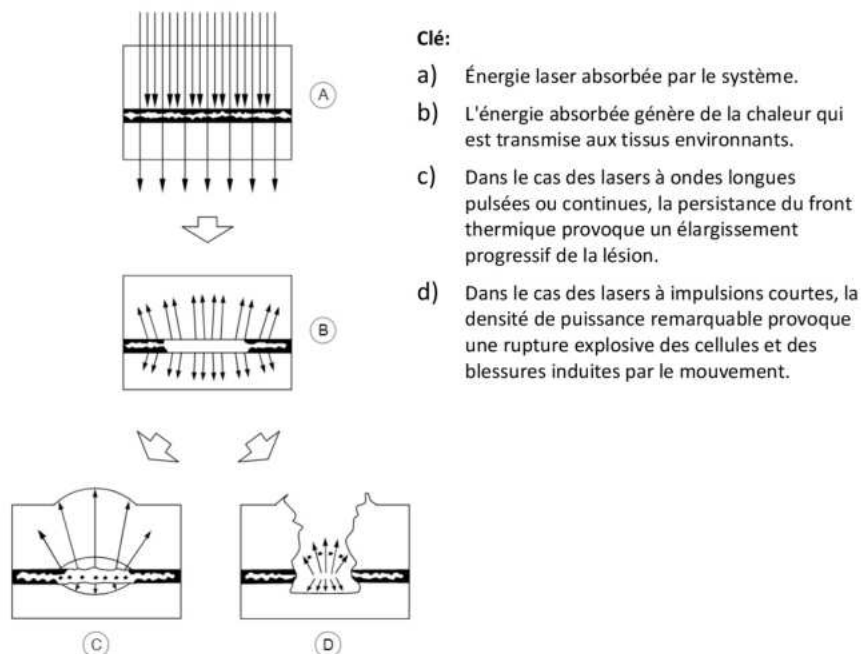 A
B
C
D
Clé:
a) Énergie laser absorbée par le système.
b) L'énergie absorbée génère de la chaleur qui
est transmise aux tissus environnants.
c) Dans le cas des lasers à ondes longues
pulsées ou continues, la persistance du front
thermique provoque un élargissement
progressif de la lésion.
d) Dans le cas des lasers à impulsions courtes, la
densité de puissance remarquable provoque
une rupture explosive des cellules et des
blessures induites par le mouvement.